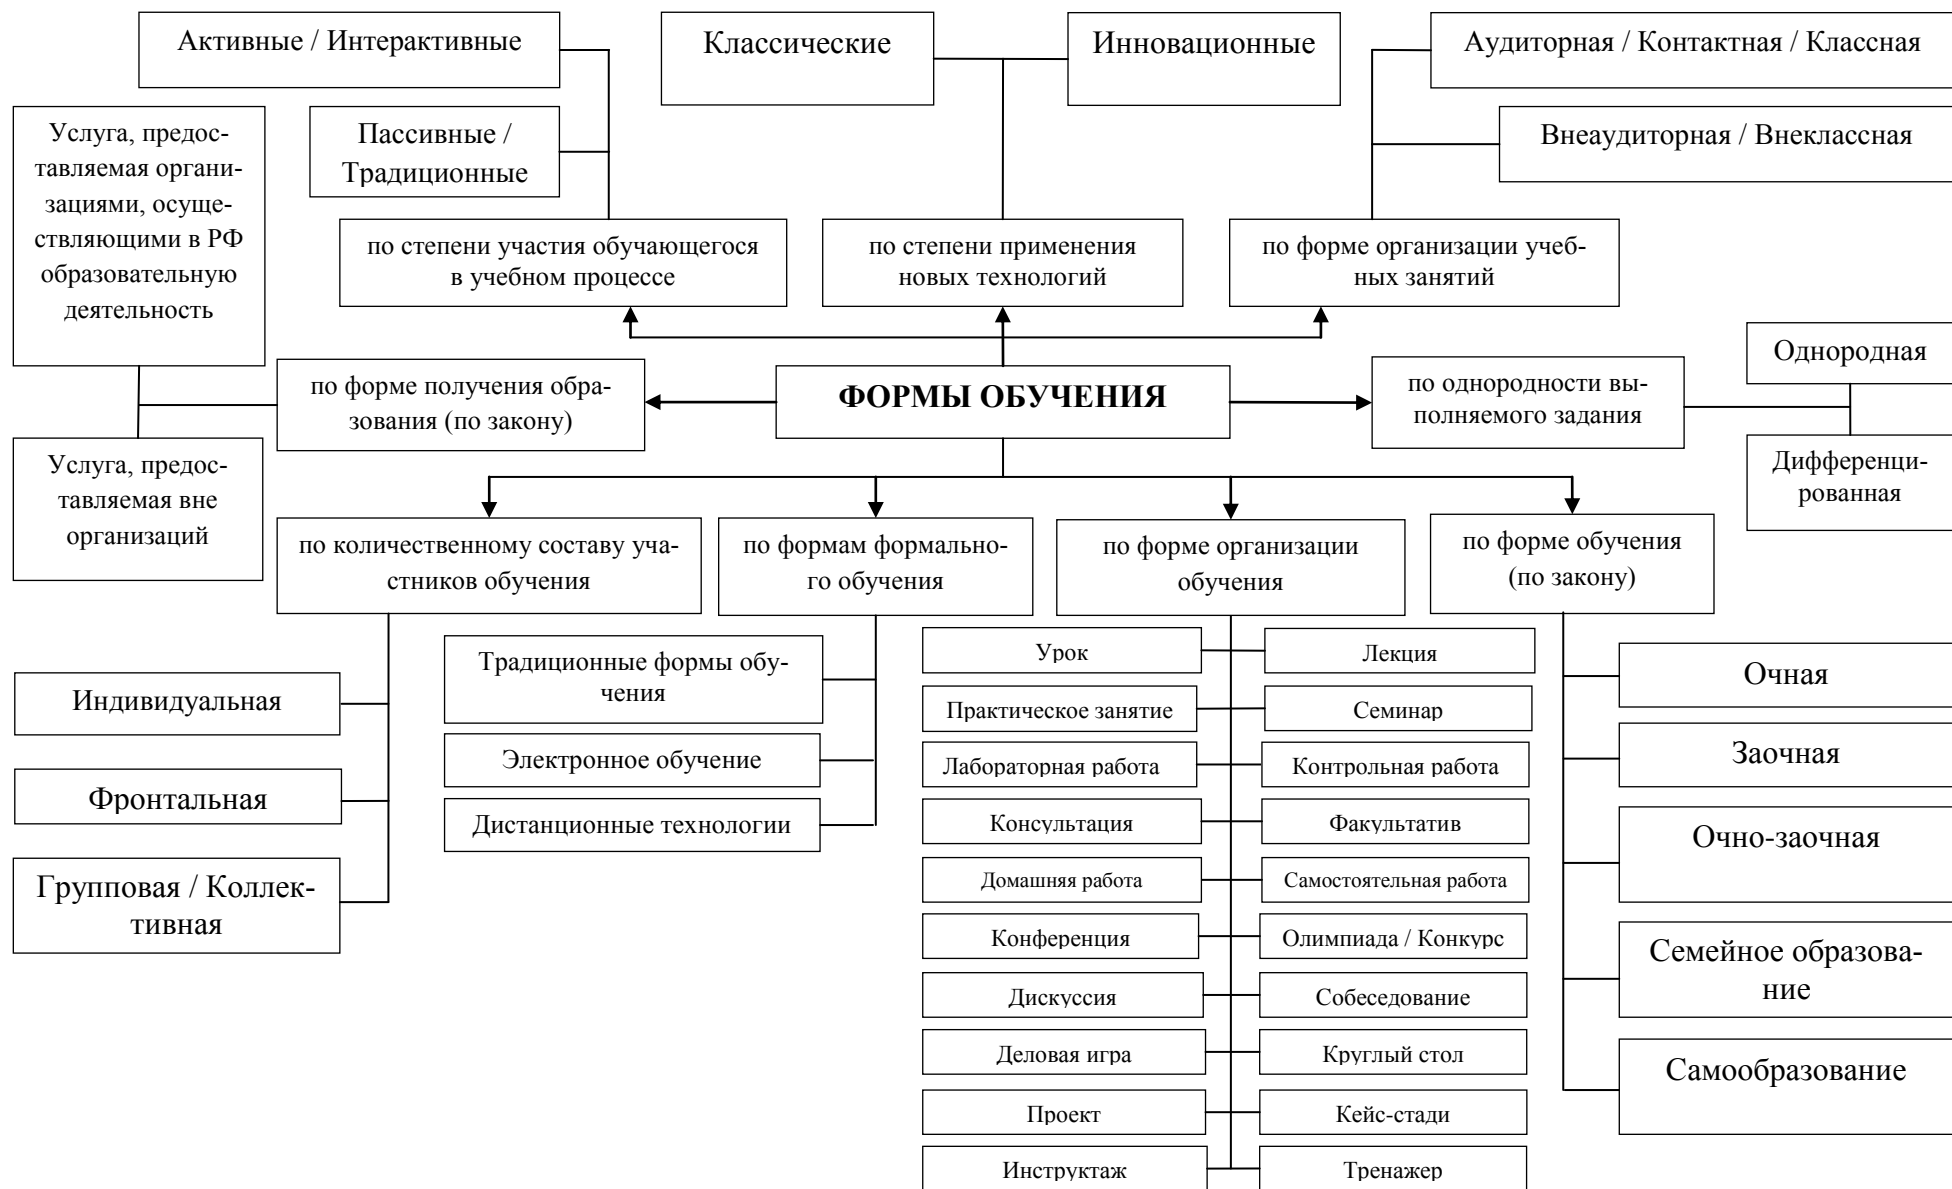 Активные / Интерактивные
Классические
Инновационные
Аудиторная / Контактная / Классная
Услуга, предос-
тавляемая органи-
зациями, осуще-
ствляющими в РФ
образовательную
деятельность
Пассивные /
Традиционные
Внеаудиторная / Внеклассная
по степени участия обучающегося
в учебном процессе
по степени применения
новых технологий
по форме организации учеб-
ных занятий
по форме получения обра-
зования (по закону)
ФОРМЫ ОБУЧЕНИЯ
по однородности вы-
полняемого задания
Однородная
Дифференци-
рованная
Услуга, предос-
тавляемая вне
организаций
по количественному составу уча-
стников обучения
по формам формально-
го обучения
по форме организации
обучения
по форме обучения
(по закону)
Индивидуальная
Фронтальная
Групповая / Коллек-
тивная
Традиционные формы обу-
чения
Электронное обучение
Дистанционные технологии
Урок
Лекция
Практическое занятие
Семинар
Лабораторная работа
Контрольная работа
Консультация
Факультатив
Домашняя работа
Самостоятельная работа
Конференция
Олимпиада / Конкурс
Дискуссия
Собеседование
Деловая игра
Круглый стол
Проект
Кейс-стади
Инструктаж
Тренажер
Очная
Заочная
Очно-заочная
Семейное образова-
ние
Самообразование